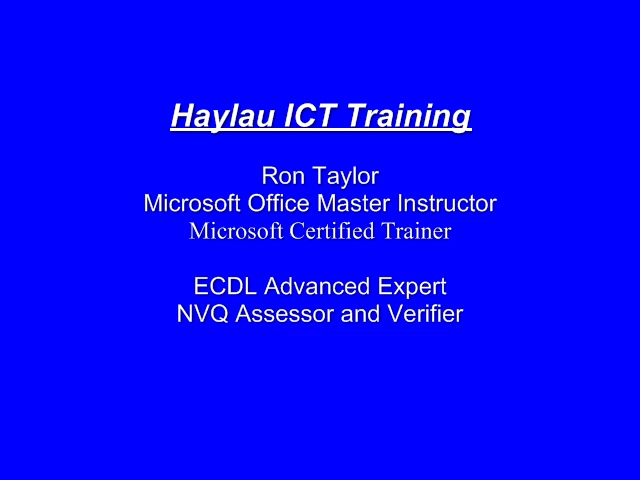 Haylau ICT Training
Ron Taylor
Microsoft Office Master Instructor
Microsoft Certified Trainer
ECDL Advanced Expert
NVQ Assessor and Verifier